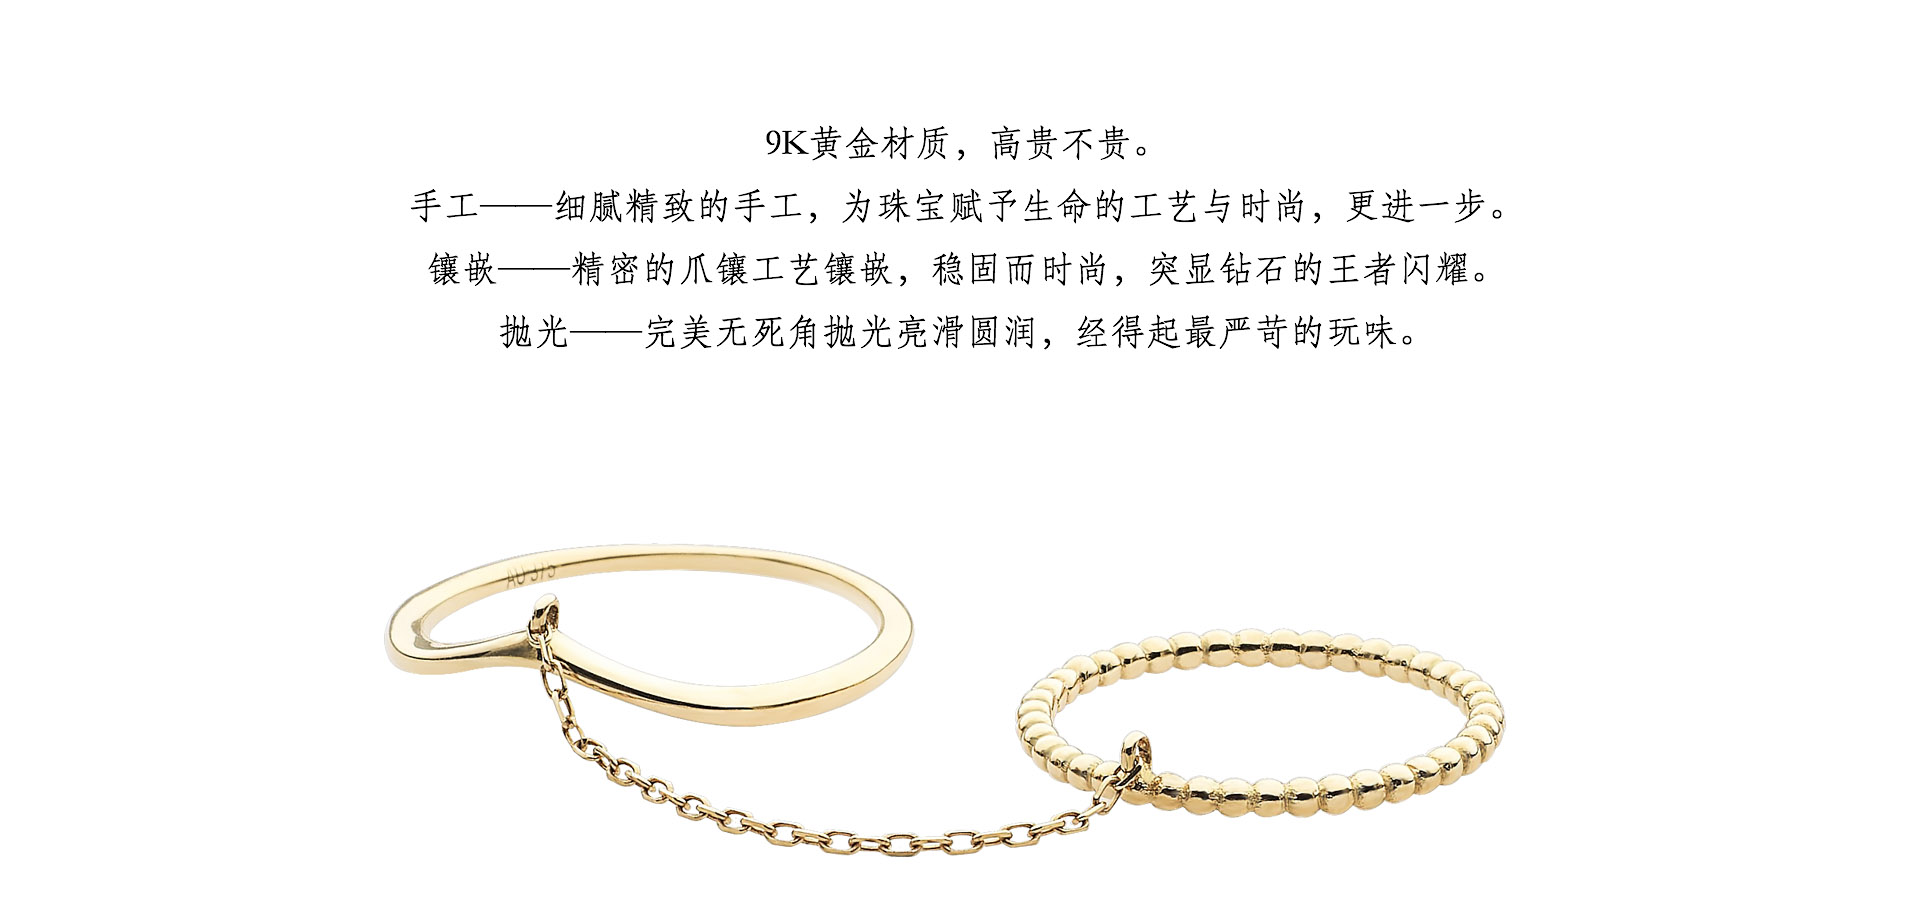 9K黄金材质，高贵不贵。
手工——细腻精致的手工，为珠宝赋予生命的工艺与时尚，更进一步。
镶嵌——精密的爪镶工艺镶嵌，稳固而时尚，突显钻石的王者闪耀。
抛光——完美无死角抛光亮滑圆润，经得起最严苛的玩味。
AU 375